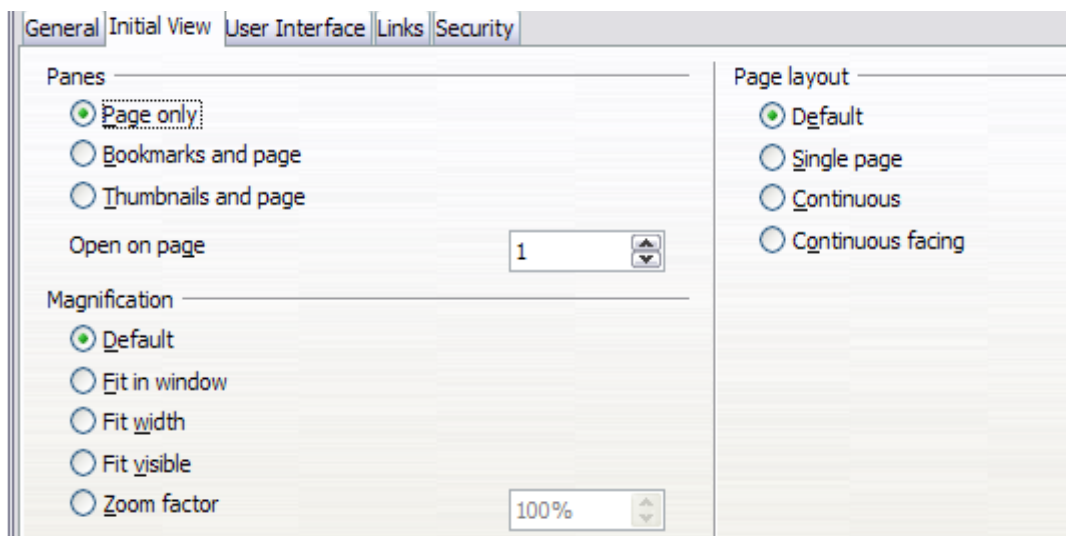 General Initial View User Interface Links Security
Panes
Page only
Bookmarks and page
Thumbnails and page
Open on page 1
Magnification
Default
Fit in window
Fit width
Fit visible
Zoom factor 100%
Page layout
Default
Single page
Continuous
Continuous facing